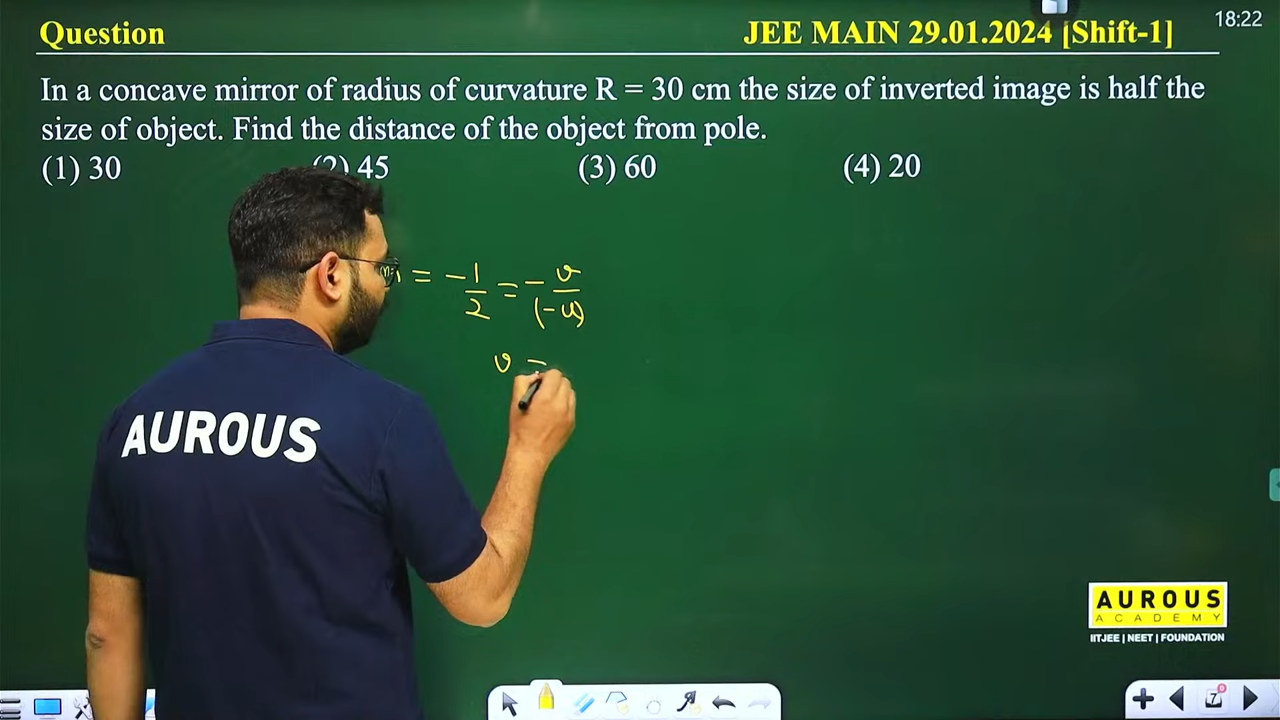 18:22
Question
JEE MAIN 29.01.2024 [Shift-1]
In a concave mirror of radius of curvature R = 30 cm the size of inverted image is half the
size of object. Find the distance of the object from pole.
(1) 30 (2) 45 (3) 60 (4) 20
= -1/2 = - v/(-u)
v =
AUROUS
AUROUS
ACADEMY
IITJEE | NEET | FOUNDATION
7